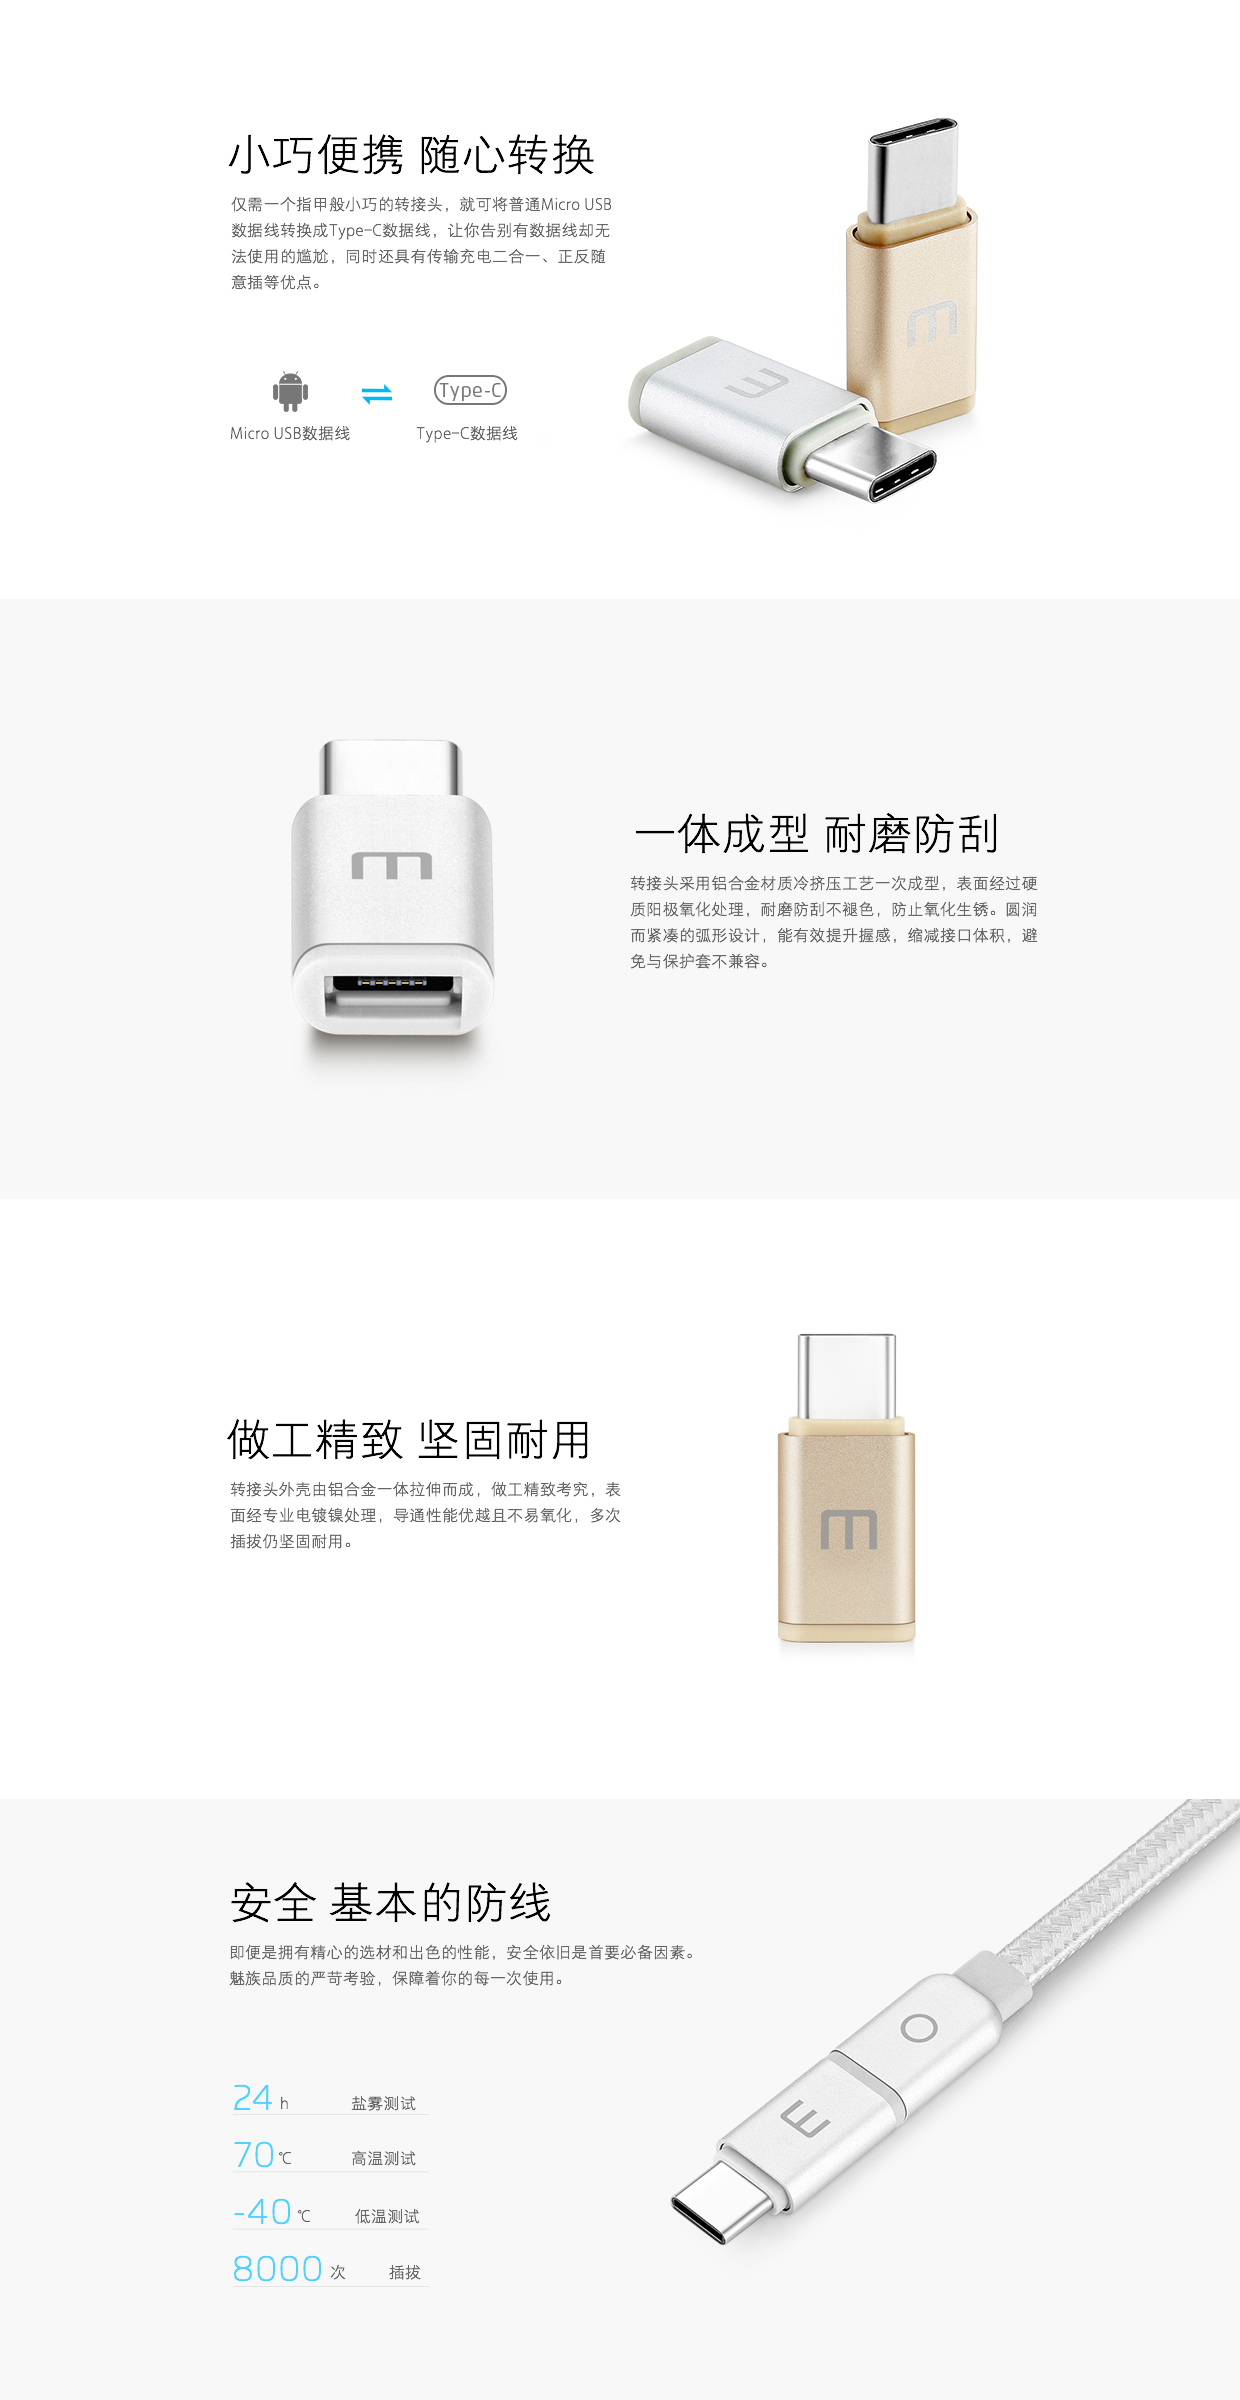 小巧便携 随心转换
仅需一个指甲般小巧的转接头，就可将普通Micro USB
数据线转换成Type-C数据线，让你告别有数据线却无
法使用的尴尬，同时还具有传输充电二合一、正反随
意插等优点。
Type-C
Micro USB数据线
Type-C数据线
一体成型 耐磨防刮
转接头采用铝合金材质冷挤压工艺一次成型，表面经过硬
质阳极氧化处理，耐磨防刮不褪色，防止氧化生锈。圆润
而紧凑的弧形设计，能有效提升握感，缩减接口体积，避
免与保护套不兼容。
做工精致 坚固耐用
转接头外壳由铝合金一体拉伸而成，做工精致考究，表
面经专业电镀镍处理，导通性能优越且不易氧化，多次
插拔仍坚固耐用。
安全 基本的防线
即便是拥有精心的选材和出色的性能，安全依旧是首要必备因素。
魅族品质的严苛考验，保障着你的每一次使用。
24 h 盐雾测试
70 ℃ 高温测试
-40 ℃ 低温测试
8000 次 插拔